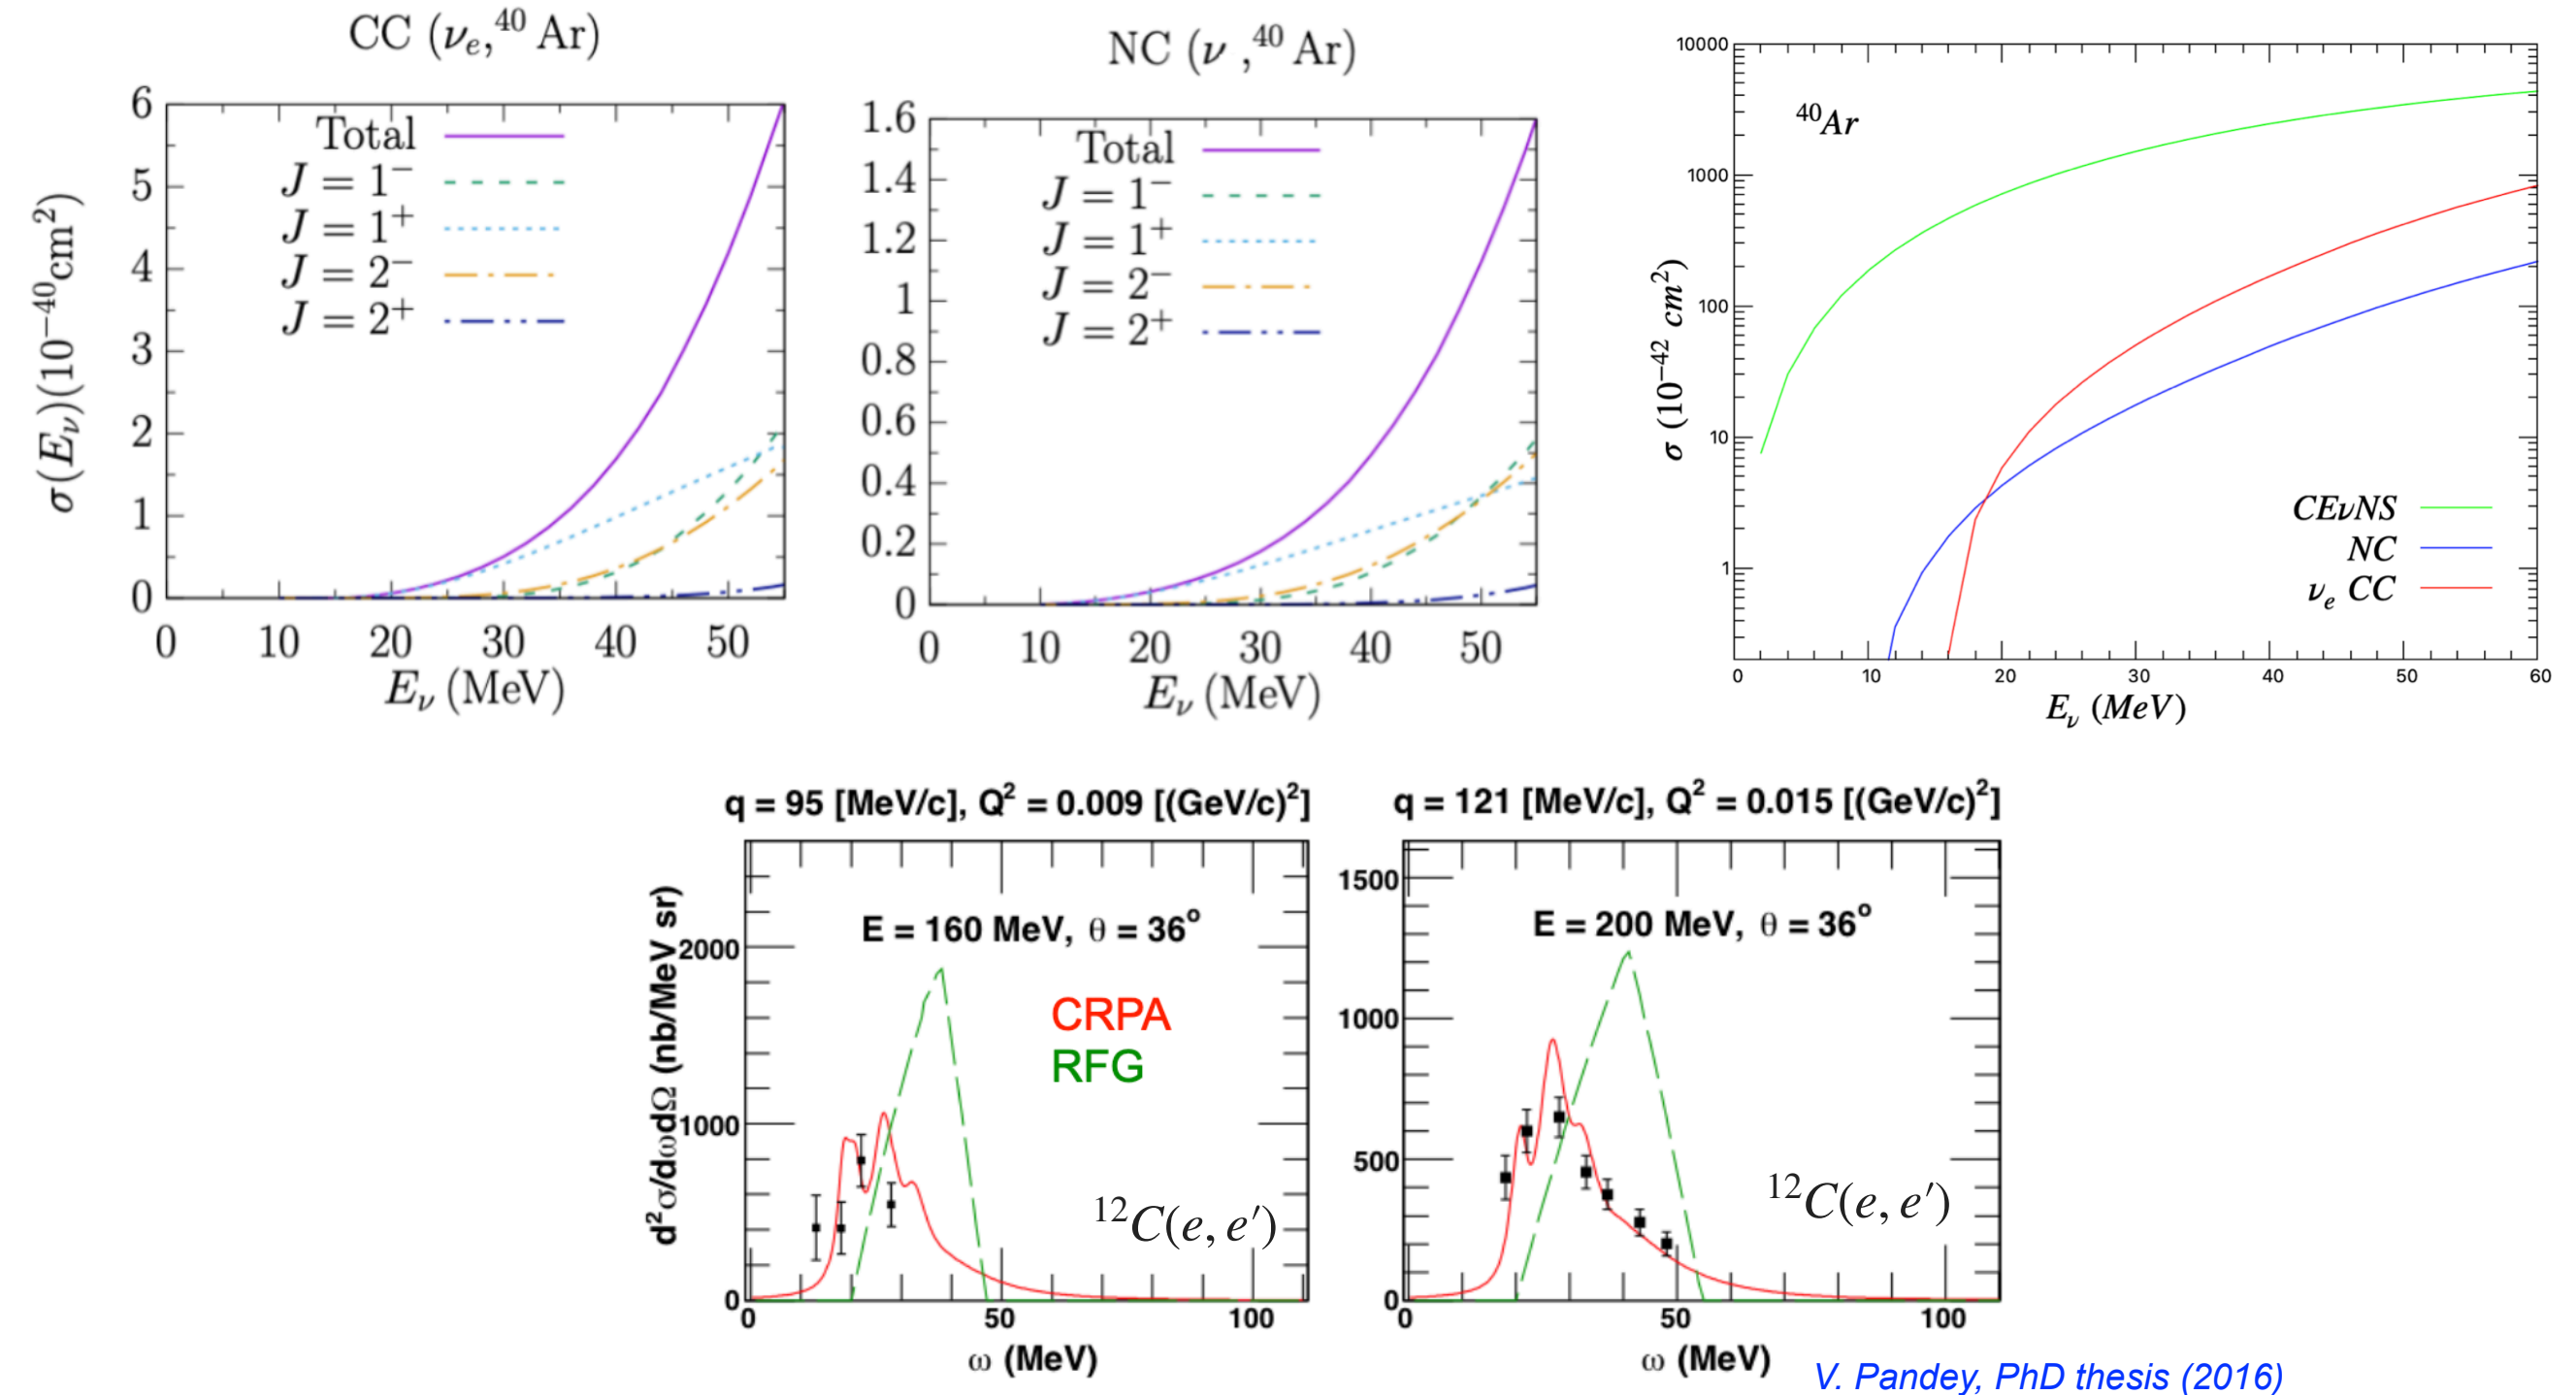 CC (νₑ,⁴⁰Ar)
σ(E_ν)(10⁻⁴⁰cm²)
6
5
4
3
2
1
0
Total
J = 1⁻
J = 1⁺
J = 2⁻
J = 2⁺
0 10 20 30 40 50
E_ν (MeV)
NC (ν ,⁴⁰Ar)
1.6
1.4
1.2
1
0.8
0.6
0.4
0.2
0
Total
J = 1⁻
J = 1⁺
J = 2⁻
J = 2⁺
0 10 20 30 40 50
E_ν (MeV)
σ (10⁻⁴² cm²)
10000
1000
100
10
1
⁴⁰Ar
CEνNS
NC
νₑ CC
0 10 20 30 40 50 60
E_ν (MeV)
q = 95 [MeV/c], Q² = 0.009 [(GeV/c)²]
d²σ/dωdΩ (nb/MeV sr)
2000
1000
0
E = 160 MeV, θ = 36°
CRPA
RFG
¹²C(e, e′)
0 50 100
ω (MeV)
q = 121 [MeV/c], Q² = 0.015 [(GeV/c)²]
1500
1000
500
0
E = 200 MeV, θ = 36°
¹²C(e, e′)
0 50 100
ω (MeV)
V. Pandey, PhD thesis (2016)